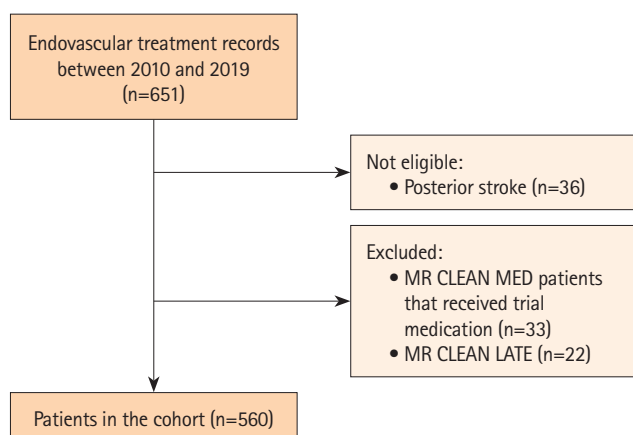 Endovascular treatment records
between 2010 and 2019
(n=651)
Not eligible:
• Posterior stroke (n=36)
Excluded:
• MR CLEAN MED patients
that received trial
medication (n=33)
• MR CLEAN LATE (n=22)
Patients in the cohort (n=560)